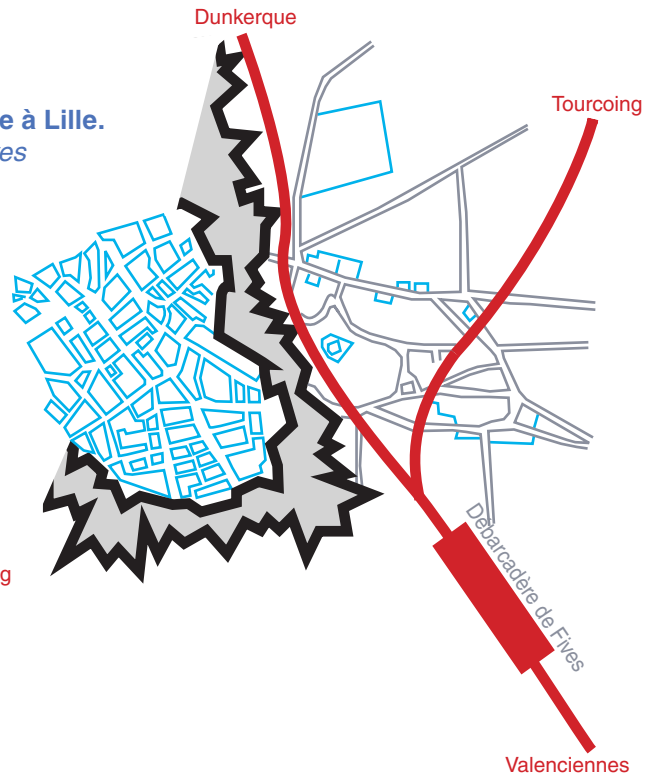 Dunkerque
e à Lille.
es
Tourcoing
g
Débarcadère de Fives
Valenciennes